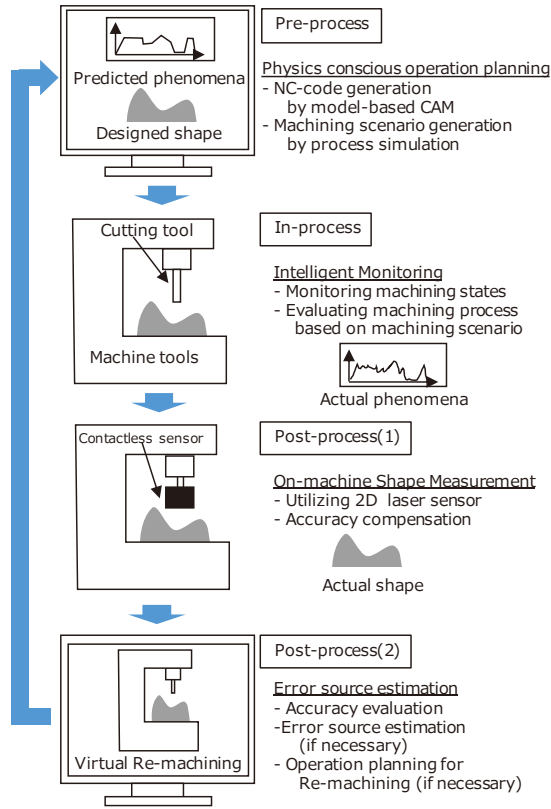 Pre-process
Predicted phenomena
Designed shape
Physics conscious operation planning
- NC-code generation
by model-based CAM
- Machining scenario generation
by process simulation
Cutting tool
Machine tools
In-process
Intelligent Monitoring
- Monitoring machining states
- Evaluating machining process
based on machining scenario
Actual phenomena
Contactless sensor
Post-process(1)
On-machine Shape Measurement
- Utilizing 2D laser sensor
- Accuracy compensation
Actual shape
Virtual Re-machining
Post-process(2)
Error source estimation
- Accuracy evaluation
-Error source estimation
(if necessary)
- Operation planning for
Re-machining (if necessary)